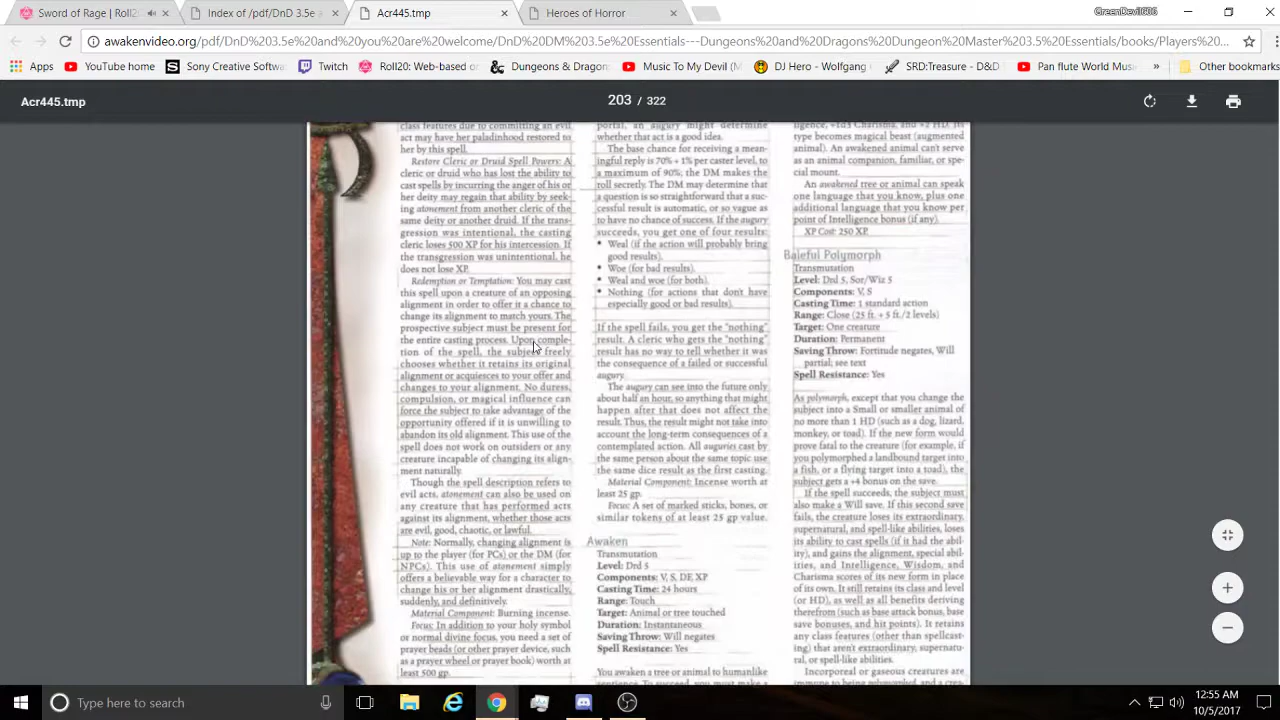 Sword of Rage | Roll20
Index of /pdf/DnD 3.5e a
Acr445.tmp
Heroes of Horror
GreenDevil686
awakenvideo.org/pdf/DnD%203.5e%20and%20you%20are%20welcome/DnD%20DM%203.5e%20Essentials---Dungeons%20and%20Dragons%20Dungeon%20Master%203.5%20Essentials/books/Players%2...
Apps
YouTube home
Sony Creative Softwa
Twitch
Roll20: Web-based or
Dungeons & Dragons
Music To My Devil (M
DJ Hero - Wolfgang
SRD:Treasure - D&D
Pan flute World Mus
»
Other bookmarks
Acr445.tmp
203 / 322
class features due to committing an evil
act may have her paladinhood restored to
her by this spell.
Restore Cleric or Druid Spell Powers: A
cleric or druid who has lost the ability to
cast spells by incurring the anger of his or
her deity may regain that ability by seek-
ing atonement from another cleric of the
same deity or another druid. If the trans-
gression was intentional, the casting
cleric loses 500 XP for his intercession. If
the transgression was unintentional, he
does not lose XP.
Redemption or Temptation: You may cast
this spell upon a creature of an opposing
alignment in order to offer it a chance to
change its alignment to match yours. The
prospective subject must be present for
the entire casting process. Upon comple-
tion of the spell, the subject freely
chooses whether it retains its original
alignment or acquiesces to your offer and
changes to your alignment. No duress,
compulsion, or magical influence can
force the subject to take advantage of the
opportunity offered if it is unwilling to
abandon its old alignment. This use of the
spell does not work on outsiders or any
creature incapable of changing its align-
ment naturally.
Though the spell description refers to
evil acts, atonement can also be used on
any creature that has performed acts
against its alignment, whether those acts
are evil, good, chaotic, or lawful.
Note: Normally, changing alignment is
up to the player (for PCs) or the DM (for
NPCs). This use of atonement simply
offers a believable way for a character to
change his or her alignment drastically,
suddenly, and definitively.
Material Component: Burning incense.
Focus: In addition to your holy symbol
or normal divine focus, you need a set of
prayer beads (or other prayer device, such
as a prayer wheel or prayer book) worth at
least 500 gp.
portal, an augury might determine
whether that act is a good idea.
The base chance for receiving a mean-
ingful reply is 70% + 1% per caster level, to
a maximum of 90%; the DM makes the
roll secretly. The DM may determine that
a question is so straightforward that a suc-
cessful result is automatic, or so vague as
to have no chance of success. If the augury
succeeds, you get one of four results:
• Weal (if the action will probably bring
good results).
• Woe (for bad results).
• Weal and woe (for both).
• Nothing (for actions that don't have
especially good or bad results).
If the spell fails, you get the "nothing"
result. A cleric who gets the "nothing"
result has no way to tell whether it was
the consequence of a failed or successful
augury.
The augury can see into the future only
about half an hour, so anything that might
happen after that does not affect the
result. Thus, the result might not take into
account the long-term consequences of a
contemplated action. All auguries cast by
the same person about the same topic use
the same dice result as the first casting.
Material Component: Incense worth at
least 25 gp.
Focus: A set of marked sticks, bones, or
similar tokens of at least 25 gp value.
Awaken
Transmutation
Level: Drd 5
Components: V, S, DF, XP
Casting Time: 24 hours
Range: Touch
Target: Animal or tree touched
Duration: Instantaneous
Saving Throw: Will negates
Spell Resistance: Yes
You awaken a tree or animal to humanlike
sentience. To succeed, you must make a
ligence, +1d3 Charisma, and +2 HD. Its
type becomes magical beast (augmented
animal). An awakened animal can't serve
as an animal companion, familiar, or spe-
cial mount.
An awakened tree or animal can speak
one language that you know, plus one
additional language that you know per
point of Intelligence bonus (if any).
XP Cost: 250 XP.
Baleful Polymorph
Transmutation
Level: Drd 5, Sor/Wiz 5
Components: V, S
Casting Time: 1 standard action
Range: Close (25 ft. + 5 ft./2 levels)
Target: One creature
Duration: Permanent
Saving Throw: Fortitude negates, Will
partial; see text
Spell Resistance: Yes
As polymorph, except that you change the
subject into a Small or smaller animal of
no more than 1 HD (such as a dog, lizard,
monkey, or toad). If the new form would
prove fatal to the creature (for example, if
you polymorphed a landbound target into
a fish, or a flying target into a toad), the
subject gets a +4 bonus on the save.
If the spell succeeds, the subject must
also make a Will save. If this second save
fails, the creature loses its extraordinary,
supernatural, and spell-like abilities, loses
its ability to cast spells (if it had the abil-
ity), and gains the alignment, special abil-
ities, and Intelligence, Wisdom, and
Charisma scores of its new form in place
of its own. It still retains its class and level
(or HD), as well as all benefits deriving
therefrom (such as base attack bonus, base
save bonuses, and hit points). It retains
any class features (other than spellcast-
ing) that aren't extraordinary, supernatu-
ral, or spell-like abilities.
Incorporeal or gaseous creatures are
immune to being polymorphed, and a crea-
Type here to search
12:55 AM
10/5/2017